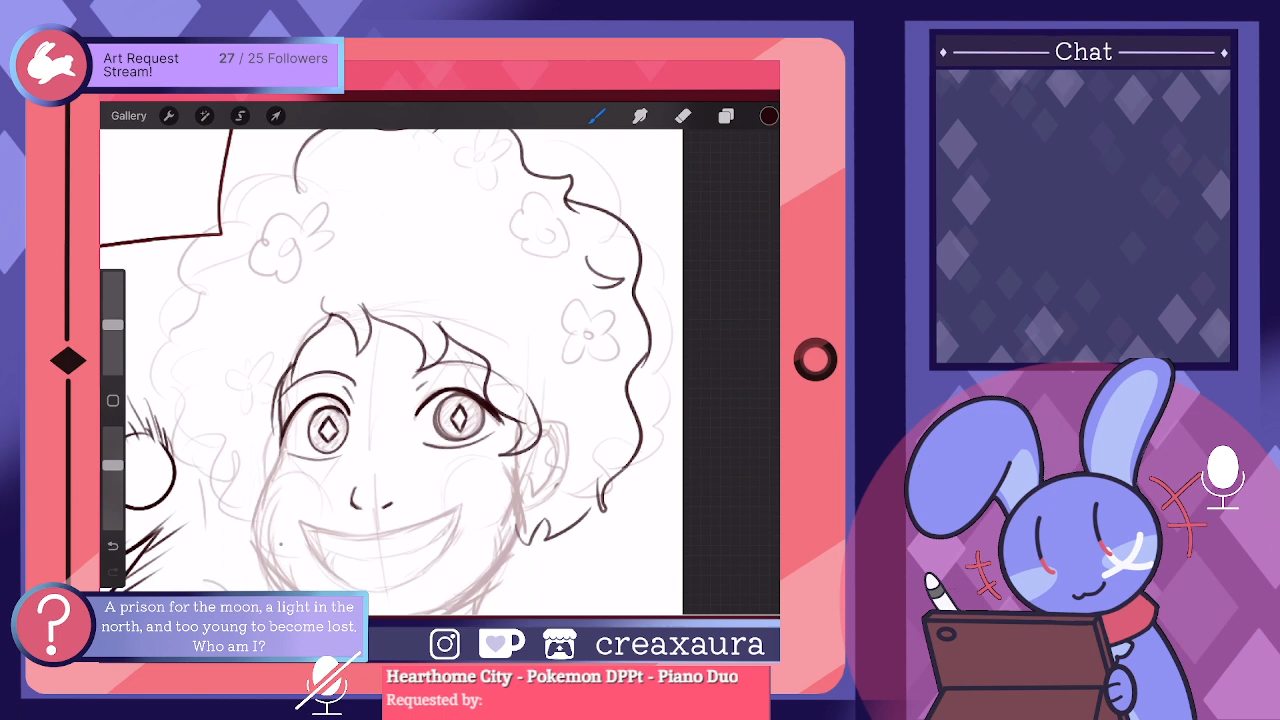 Art Request
Stream!
27 / 25 Followers
Chat
Gallery
A prison for the moon, a light in the
north, and too young to become lost.
Who am I?
creaxaura
Hearthome City - Pokemon DPPt - Piano Duo
Requested by: